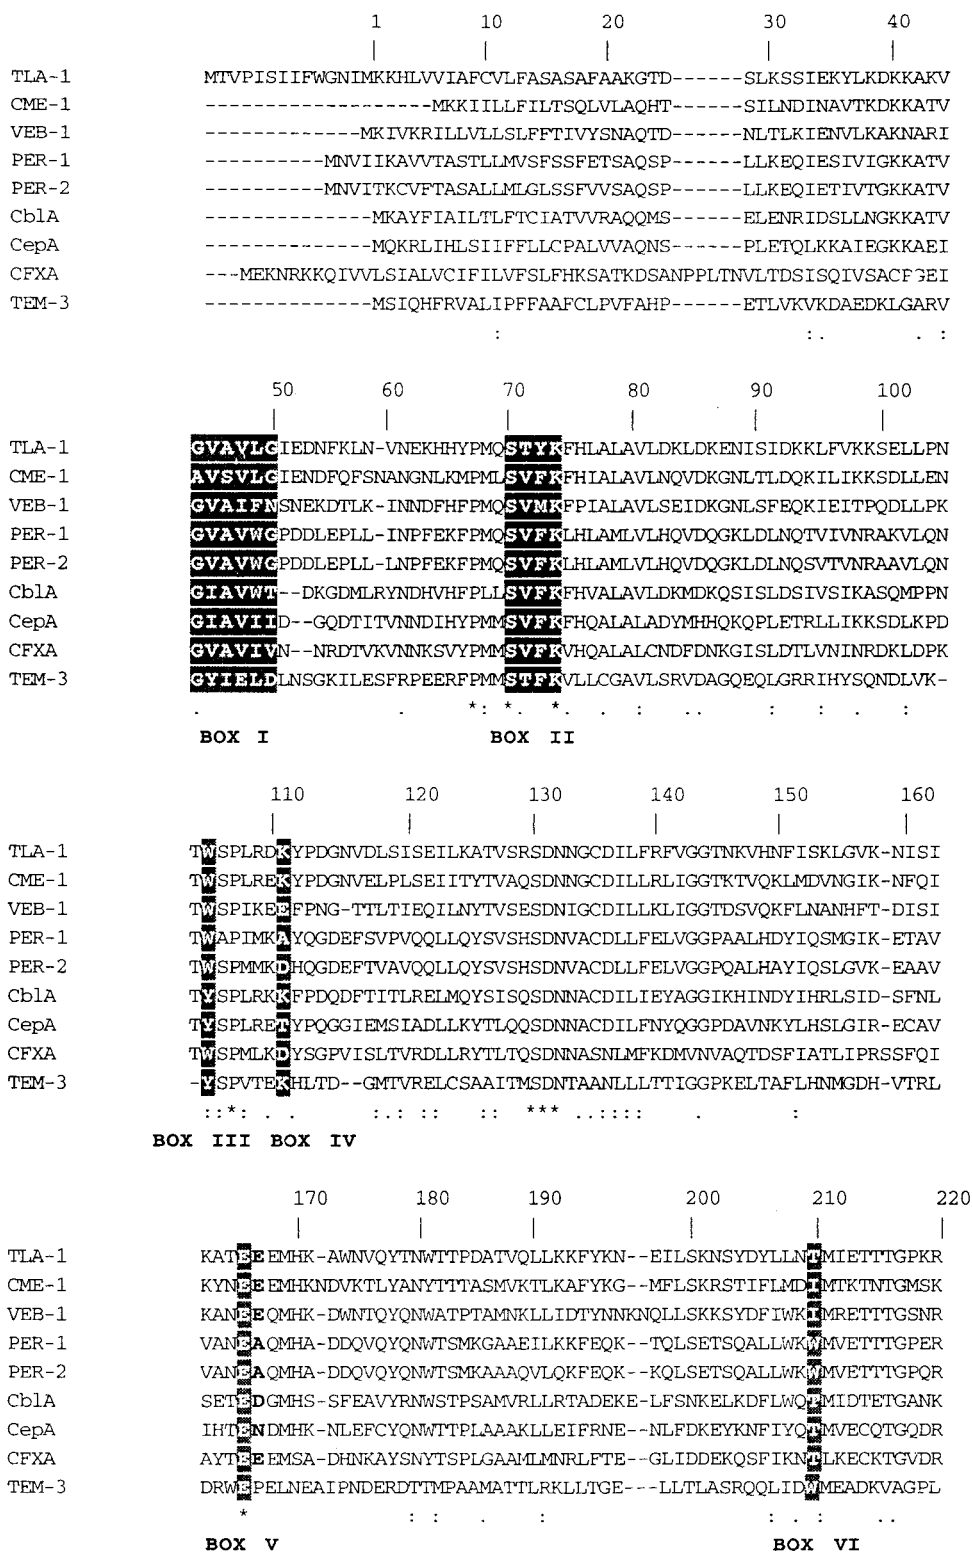 1 10 20 30 40
TLA-1 MTVPISIIFWGNIMKKHLVVIAFCVLFASASAFAAKGTD------SLKSSIEKYLKDKKAKV
CME-1 -------------------MKKIILLFILTSQLVLAQHT------SILNDINAVTKDKKATV
VEB-1 -------------MKIVKRILLVLLSLFFTIVYSNAQTD------NLTLKIENVLKAKNARI
PER-1 ----------MNVIIKAVVTASTLLMVSFSSFETSAQSP------LLKEQIESIVIGKKATV
PER-2 ----------MNVITKCVFTASALLMLGLSSFVVSAQSP------LLKEQIETIVTGKKATV
CblA --------------MKAYFIAILTLFTCIATVVRAQQMS------ELENRIDSLLNGKKATV
CepA --------------MQKRLIHLSIIFFLLCPALVVAQNS------PLETQLKKAIEGKKAEI
CFXA ---MEKNRKKQIVVLSIALVCIFILVFSLFHKSATKDSANPPLTNVLTDSISQIVSACPGEI
TEM-3 --------------MSIQHFRVALIPFFAAFCLPVFAHP------ETLVKVKDAEDKLGARV
: :. . :
50 60 70 80 90 100
TLA-1 GVAVLGIEDNFKLN-VNEKHHYPMQSTYKFHLALAVLDKLDKENISIDKKLFVKKSELLPN
CME-1 AVSVLGIENDFQFSNANGNLKMPMLSVFKFHIALAVLNQVDKGNLTLDQKILIKKSDLLEN
VEB-1 GVAIFNSNEKDTLK-INNDFHFPMQSVMKFPIALAVLSEIDKGNLSFEQKIEITPQDLLPK
PER-1 GVAVWGPDDLEPLL-INPFEKFPMQSVFKLHLAMLVLHQVDQGKLDLNQTVIVNRAKVLQN
PER-2 GVAVWGPDDLEPLL-LNPFEKFPMQSVFKLHLAMLVLHQVDQGKLDLNQSVTVNRAAVLQN
CblA GIAVWT--DKGDMLRYNDHVHFPLLSVFKFHVALAVLDKMDKQSISLDSIVSIKASQMPPN
CepA GIAVIID--GQDTITVNNDIHYPMMSVFKFHQALALADYMHHQKQPLETRLLIKKSDLKPD
CFXA GVAVIVN--NRDTVKVNNKSVYPMMSVFKVHQALALCNDFDNKGISLDTLVNINRDKLDPK
TEM-3 GYIELDLNSGKILESFRPEERFPMMSTFKVLLCGAVLSRVDAGQEQLGRRIHYSQNDLVK-
. . *: *. *. . : . . : : . :
BOX I BOX II
110 120 130 140 150 160
TLA-1 TWSPLRDKYPDGNVDLSISEILKATVSRSDNNGCDILFRFVGGTNKVHNFISKLGVK-NISI
CME-1 TWSPLREKYPDGNVELPLSEIITYTVAQSDNNGCDILLRLIGGTKTVQKLMDVNGIK-NFQI
VEB-1 TWSPIKEEFPNG-TTLTIEQILNYTVSESDNIGCDILLKLIGGTDSVQKFLNANHFT-DISI
PER-1 TWAPIMKAYQGDEFSVPVQQLLQYSVSHSDNVACDLLFELVGGPAALHDYIQSMGIK-ETAV
PER-2 TWSPMMKDHQGDEFTVAVQQLLQYSVSHSDNVACDLLFELVGGPQALHAYIQSLGVK-EAAV
CblA TYSPLRKKFPDQDFTITLRELMQYSISQSDNNACDILIEYAGGIKHINDYIHRLSID-SFNL
CepA TYSPLRETYPQGGIEMSIADLLKYTLQQSDNNACDILFNYQGGPDAVNKYLHSLGIR-ECAV
CFXA TWSPMLKDYSGPVISLTVRDLLRYTLTQSDNNASNLMFKDMVNVAQTDSFIATLIPRSSFQI
TEM-3 -YSPVTEKHLTD--GMTVRELCSAAITMSDNTAANLLLTTIGGPKELTAFLHNMGDH-VTRL
::*: . . :. :: :: *** ..:::: . :
BOX III BOX IV
170 180 190 200 210 220
TLA-1 KATEEEMHK-AWNVQYTNWTTPDATVQLLKKFYKN--EILSKNSYDYLLNTMIETTTGPKR
CME-1 KYNEEEMHKNDVKTLYANYTTTASMVKTLKAFYKG--MFLSKRSTIFLMDIMTKTNTGMSK
VEB-1 KANEEQMHK-DWNTQYQNWATPTAMNKLLIDTYNNKNQLLSKKSYDFIWKIMRETTTGSNR
PER-1 VANEAQMHA-DDQVQYQNWTSMKGAAEILKKFEQK--TQLSETSQALLWKWMVETTTGPER
PER-2 VANEAQMHA-DDQVQYQNWTSMKAAAQVLQKFEQK--KQLSETSQALLWKWMVETTTGPQR
CblA SETEDGMHS-SFEAVYRNWSTPSAMVRLLRTADEKE-LFSNKELKDFLWQTMIDTETGANK
CepA IHTENDMHK-NLEFCYQNWTTPLAAAKLLEIFRNE--NLFDKEYKNFIYQTMVECQTGQDR
CFXA AYTEEEMSA-DHNKAYSNYTSPLGAAMLMNRLFTE--GLIDDEKQSFIKNTLKECKTGVDR
TEM-3 DRWEPELNEAIPNDERDTTMPAAMATTLRKLLTGE---LLTLASRQQLIDWMEADKVAGPL
* : : . : : : . .
BOX V BOX VI